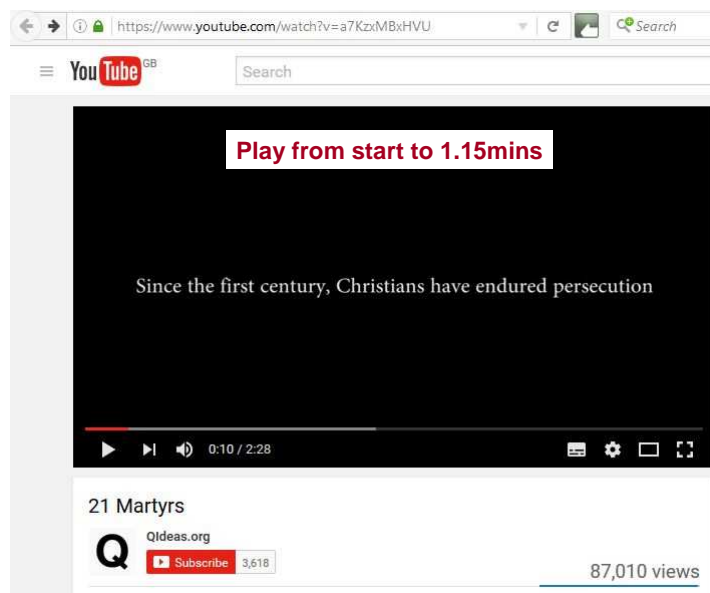 https://www.youtube.com/watch?v=a7KzxMBxHVU Search
YouTube GB Search
Play from start to 1.15mins
Since the first century, Christians have endured persecution
0:10 / 2:28
21 Martyrs
Q QIdeas.org
Subscribe 3,618
87,010 views